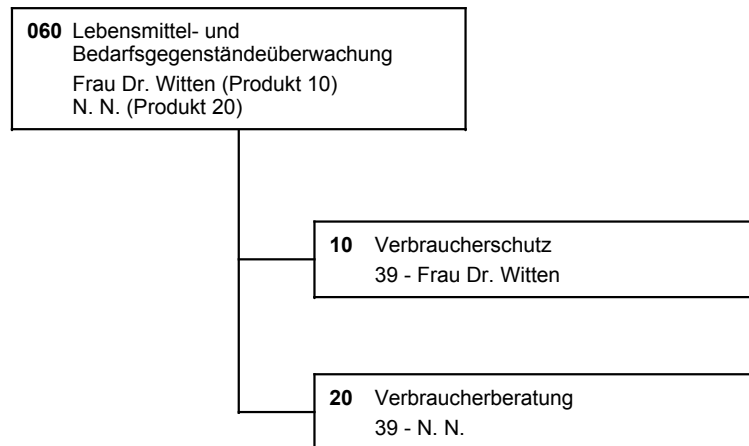 060 Lebensmittel- und
Bedarfsgegenständeüberwachung
Frau Dr. Witten (Produkt 10)
N. N. (Produkt 20)
10 Verbraucherschutz
39 - Frau Dr. Witten
20 Verbraucherberatung
39 - N. N.